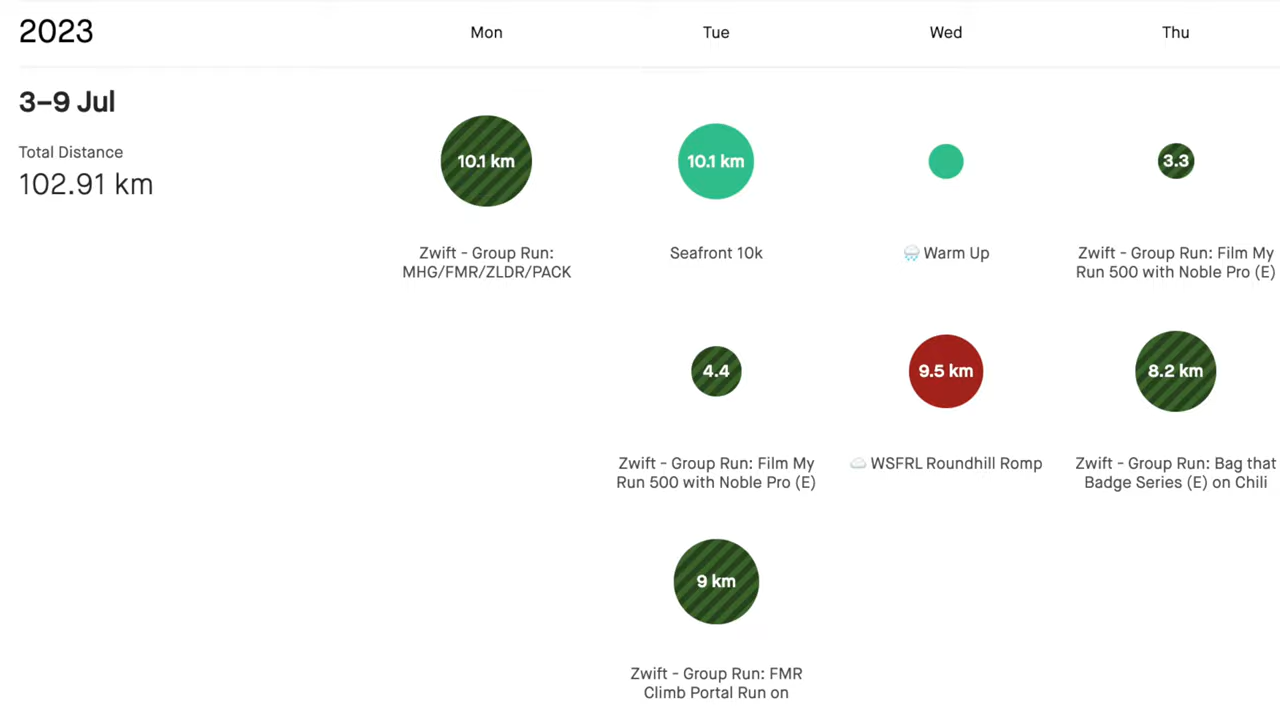 2023
Mon
Tue
Wed
Thu
3–9 Jul
Total Distance
102.91 km
10.1 km
10.1 km
3.3
Zwift - Group Run:
MHG/FMR/ZLDR/PACK
Seafront 10k
Warm Up
Zwift - Group Run: Film My
Run 500 with Noble Pro (E)
4.4
9.5 km
8.2 km
Zwift - Group Run: Film My
Run 500 with Noble Pro (E)
WSFRL Roundhill Romp
Zwift - Group Run: Bag that
Badge Series (E) on Chili
9 km
Zwift - Group Run: FMR
Climb Portal Run on